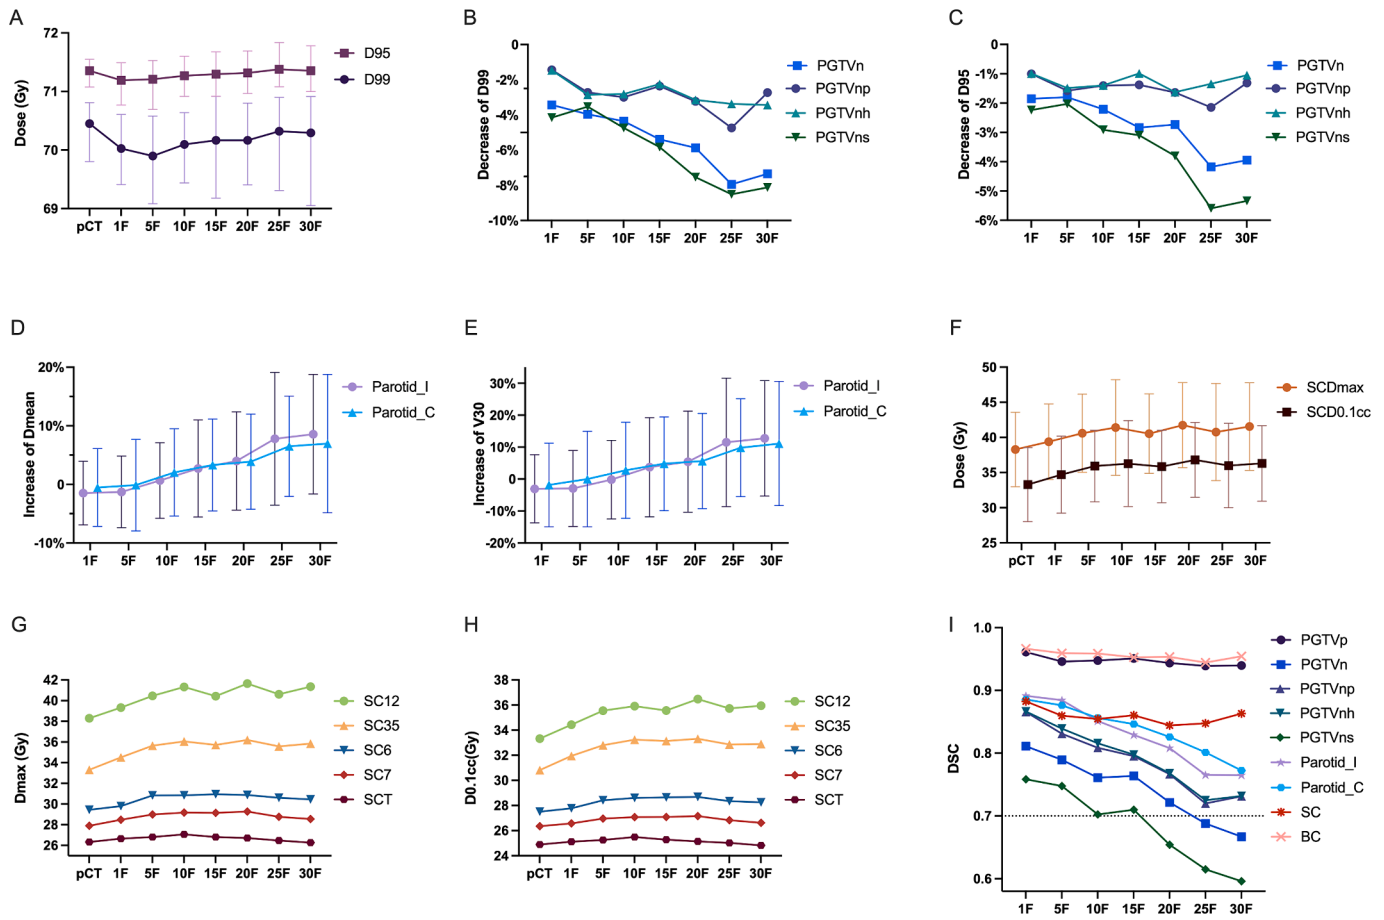 A
Dose (Gy)
72
71
70
69
pCT 1F 5F 10F 15F 20F 25F 30F
D95
D99
B
Decrease of D99
0
-2%
-4%
-6%
-8%
-10%
1F 5F 10F 15F 20F 25F 30F
PGTVn
PGTVnp
PGTVnh
PGTVns
C
Decrease of D95
0
-1%
-2%
-3%
-4%
-5%
-6%
1F 5F 10F 15F 20F 25F 30F
PGTVn
PGTVnp
PGTVnh
PGTVns
D
Increase of Dmean
20%
10%
0
-10%
1F 5F 10F 15F 20F 25F 30F
Parotid_I
Parotid_C
E
Increase of V30
30%
20%
10%
0
-10%
-20%
1F 5F 10F 15F 20F 25F 30F
Parotid_I
Parotid_C
F
Dose (Gy)
50
45
40
35
30
25
pCT 1F 5F 10F 15F 20F 25F 30F
SCDmax
SCD0.1cc
G
Dmax (Gy)
42
40
38
36
34
32
30
28
26
pCT 1F 5F 10F 15F 20F 25F 30F
SC12
SC35
SC6
SC7
SCT
H
D0.1cc(Gy)
38
36
34
32
30
28
26
24
pCT 1F 5F 10F 15F 20F 25F 30F
SC12
SC35
SC6
SC7
SCT
I
DSC
1.0
0.9
0.8
0.7
0.6
1F 5F 10F 15F 20F 25F 30F
PGTVp
PGTVn
PGTVnp
PGTVnh
PGTVns
Parotid_I
Parotid_C
SC
BC